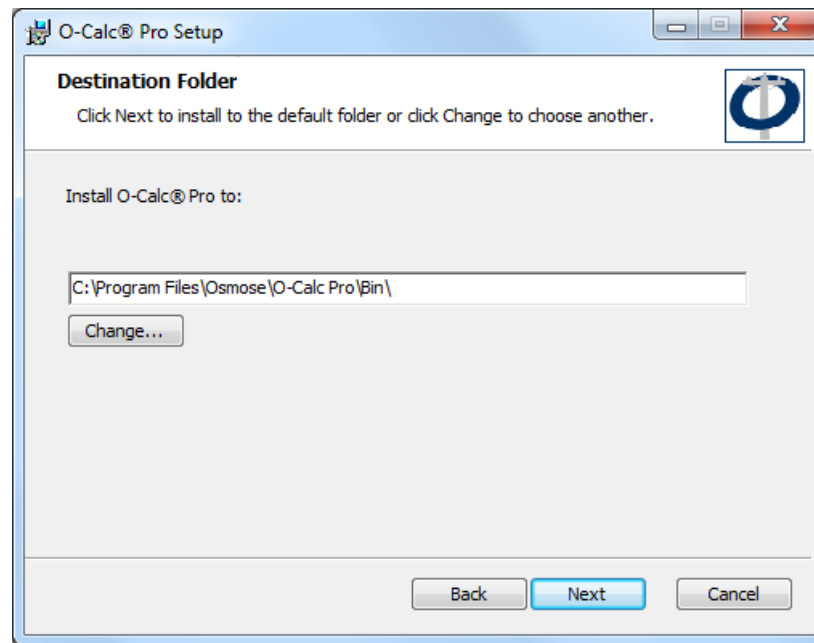 O-Calc® Pro Setup
Destination Folder
Click Next to install to the default folder or click Change to choose another.
Install O-Calc® Pro to:
C:\Program Files\Osmose\O-Calc Pro\Bin\
Change...
Back Next Cancel